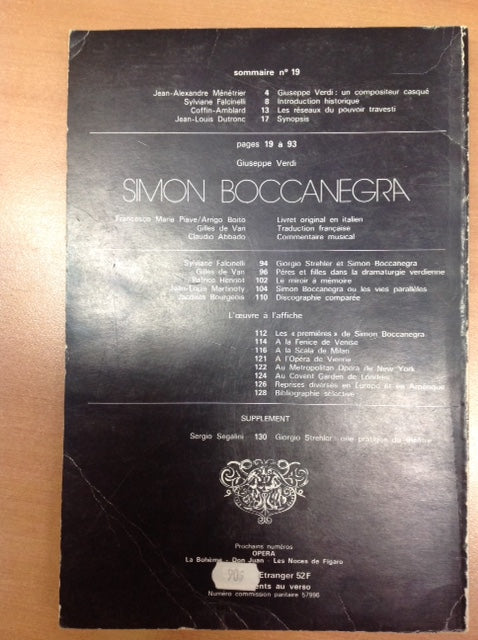 sommaire n° 19
Jean-Alexandre Ménétrier 4 Giuseppe Verdi : un compositeur casqué
Sylviane Falcinelli 8 Introduction historique
Coffin-Amblard 13 Les réseaux du pouvoir travesti
Jean-Louis Dutronc 17 Synopsis
pages 19 à 93
Giuseppe Verdi
SIMON BOCCANEGRA
Francesco Maria Piave/Arrigo Boito Livret original en italien
Gilles de Van Traduction française
Claudio Abbado Commentaire musical
Sylviane Falcinelli 94 Giorgio Strehler et Simon Boccanegra
Gilles de Van 96 Pères et filles dans la dramaturgie verdienne
Patrice Henriot 102 Le miroir à mémoire
Jean-Louis Martinoty 104 Simon Boccanegra ou les vies parallèles
Jacques Bourgeois 110 Discographie comparée
L'œuvre à l'affiche
112 Les « premières » de Simon Boccanegra
114 A la Fenice de Venise
116 A la Scala de Milan
121 A l'Opéra de Vienne
122 Au Metropolitan Opera de New York
124 Au Covent Garden de Londres
126 Reprises diverses en Europe et en Amérique
128 Bibliographie sélective
SUPPLEMENT
Sergio Segalini 130 Giorgio Strehler : une pratique du théâtre
Prochains numéros
OPERA
La Bohème - Don Juan - Les Noces de Figaro
Etranger 52F
ents au verso
Numéro commission paritaire 57996